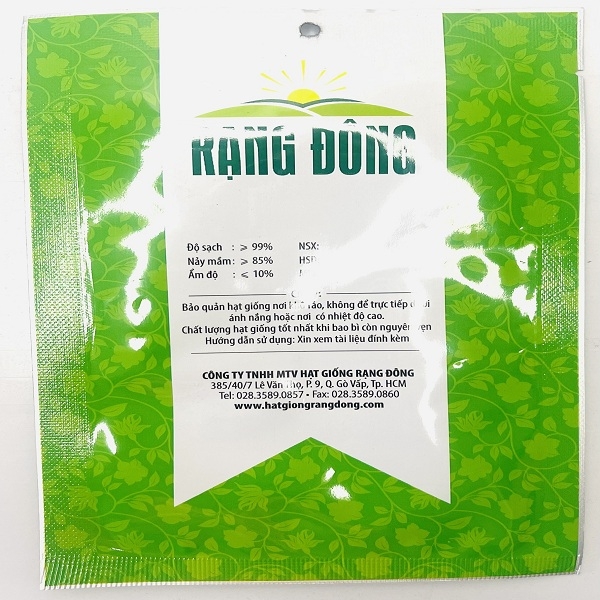 RẠNG ĐÔNG
Độ sạch : ⩾ 99% NSX:
Nảy mầm: ⩾ 85%
Ẩm độ : ⩽ 10%
Bảo quản hạt giống nơi ráo, không để trực tiếp
ánh nắng hoặc nơi có nhiệt độ cao.
Chất lượng hạt giống tốt nhất khi bao bì còn nguyên
Hướng dẫn sử dụng: Xin xem tài liệu đính kèm
CÔNG TY TNHH MTV HẠT GIỐNG RẠNG ĐÔNG
385/40/7 Lê Văn Thọ, P. 9, Q. Gò Vấp, Tp. HCM
Tel: 028.3589.0857 • Fax: 028.3589.0860
www.hatgiongrangdong.com